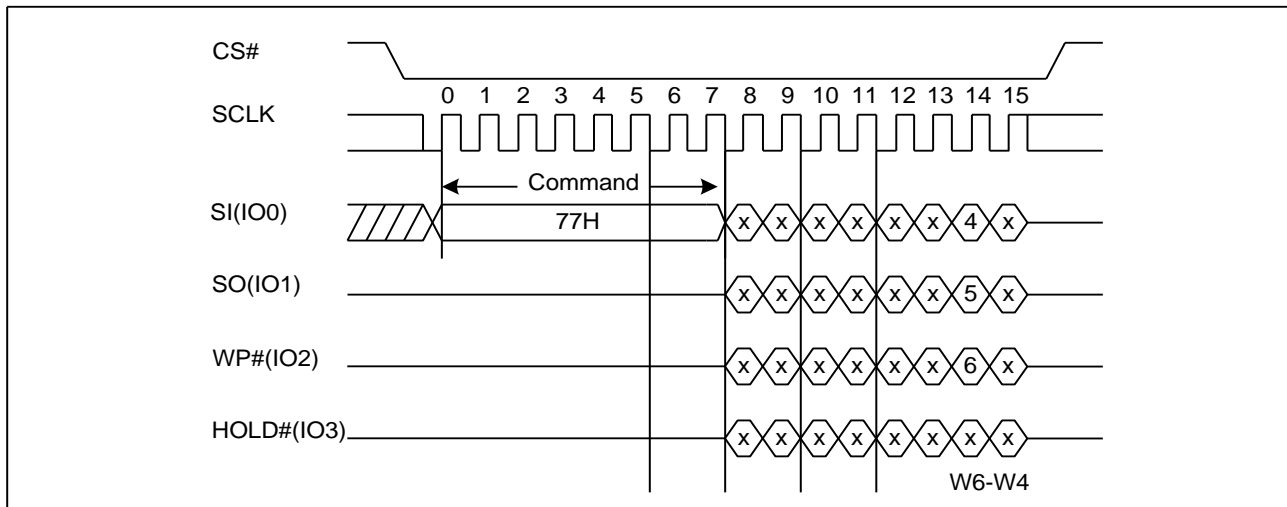 CS#
0 1 2 3 4 5 6 7 8 9 10 11 12 13 14 15
SCLK
Command
SI(IO0) 77H x x x x x x 4 x
SO(IO1) x x x x x x 5 x
WP#(IO2) x x x x x x 6 x
HOLD#(IO3) x x x x x x x x
W6-W4